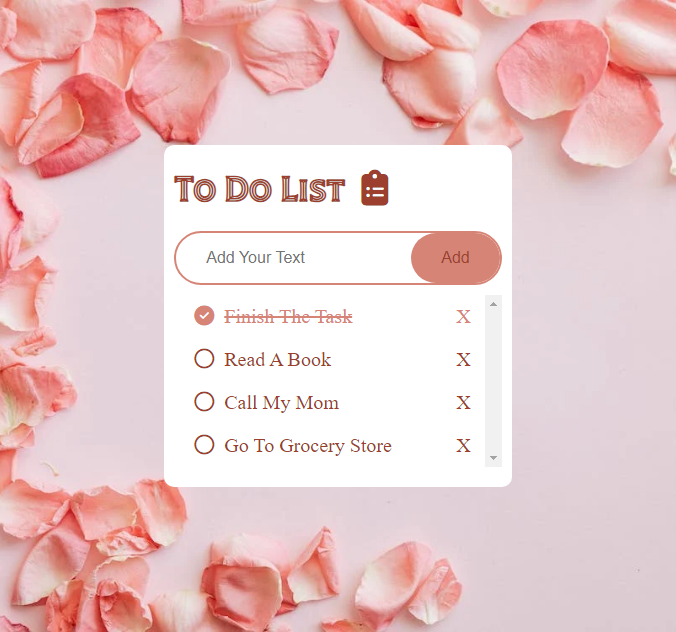 To Do List
Add Your Text Add
Finish The Task X
Read A Book X
Call My Mom X
Go To Grocery Store X